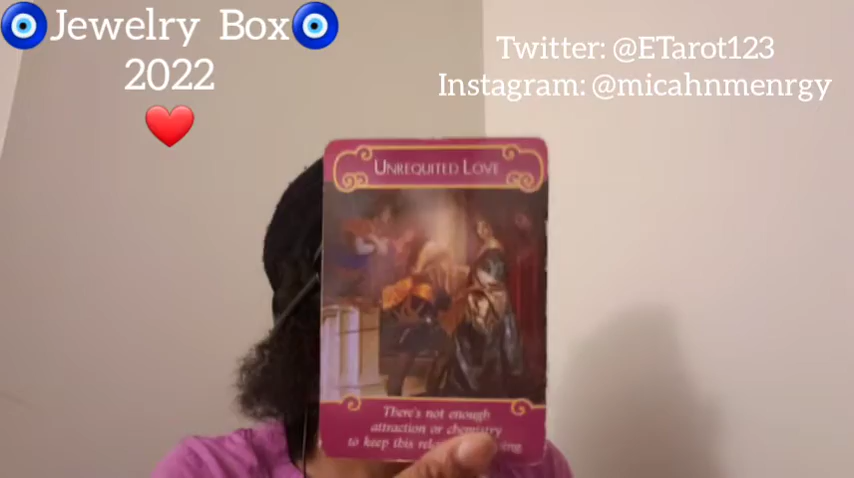 🧿Jewelry Box🧿
2022
❤️
Twitter: @ETarot123
Instagram: @micahnmenrgy
UNREQUITED LOVE
There's not enough
attraction or chemistry
to keep this